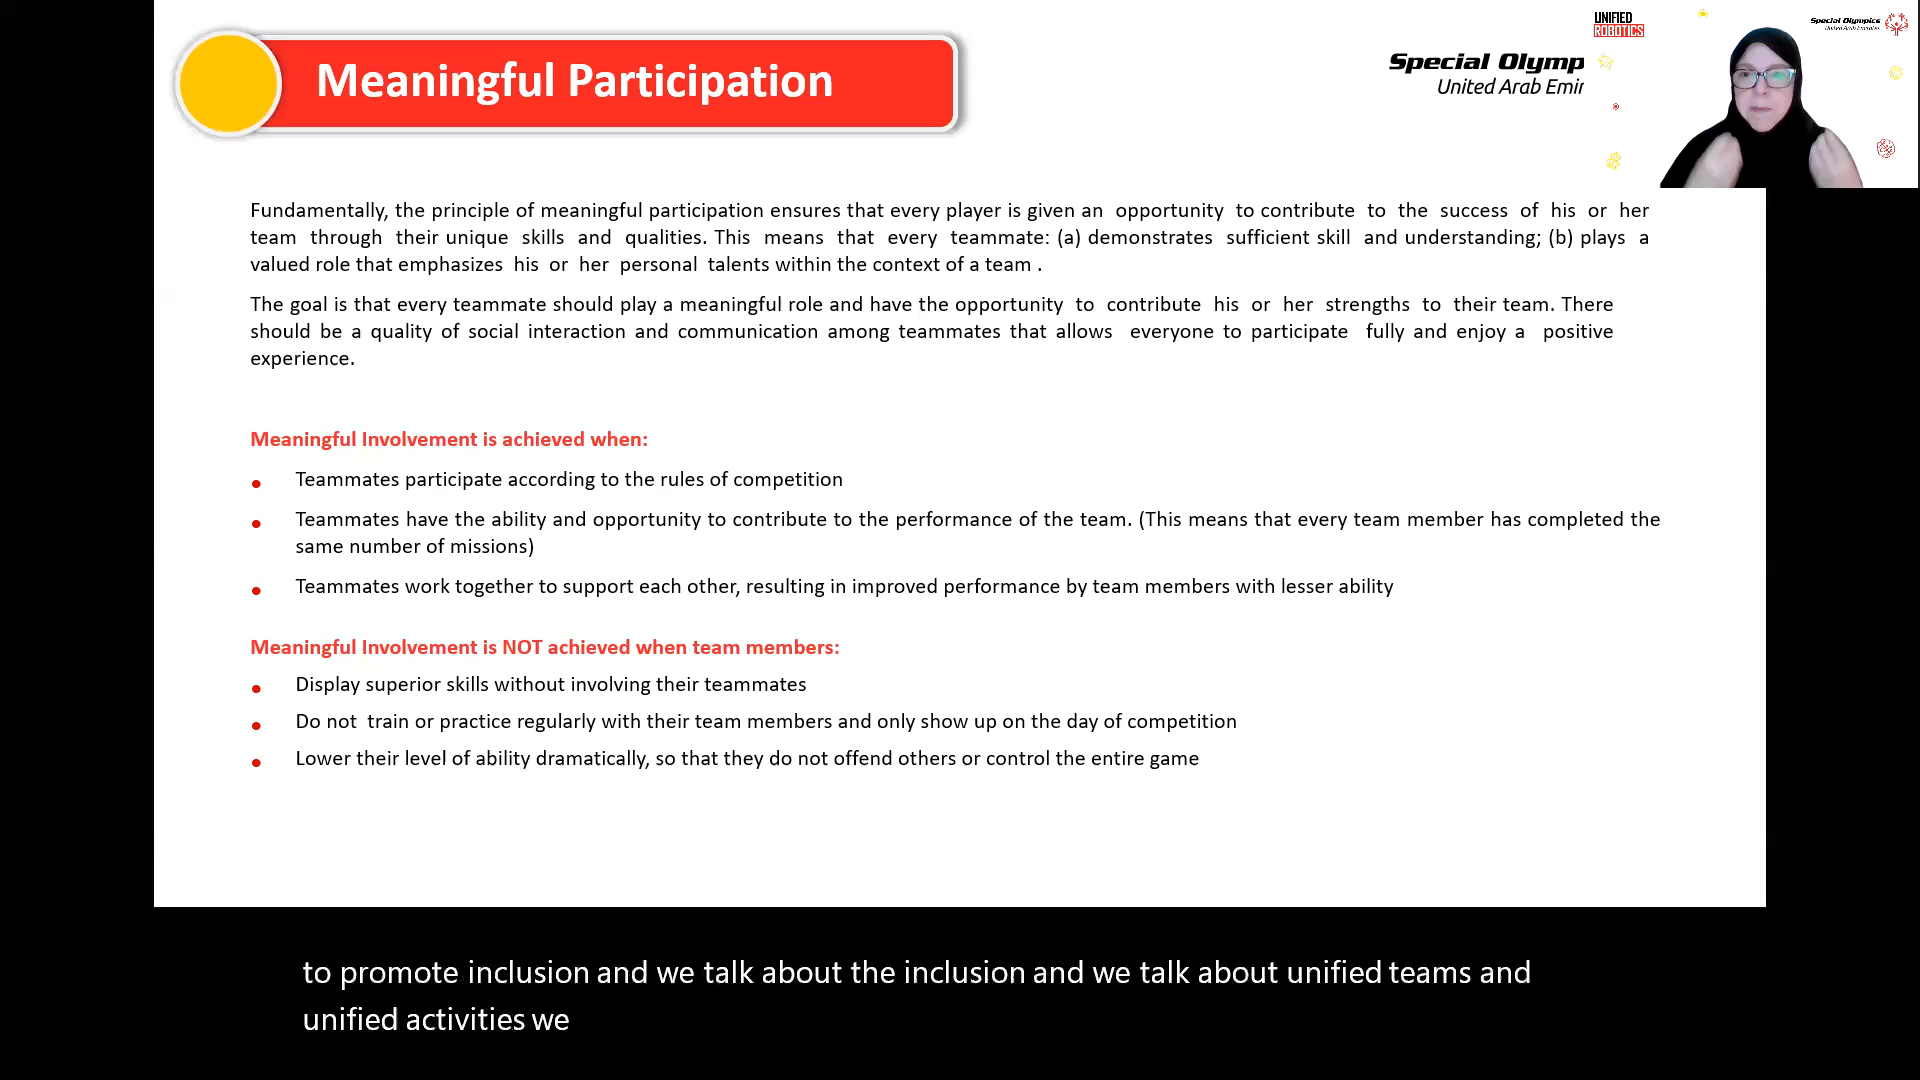 Meaningful Participation
Special Olymp
United Arab Emir
UNIFIED
ROBOTICS
Special Olympics
United Arab Emirates
Fundamentally, the principle of meaningful participation ensures that every player is given an opportunity to contribute to the success of his or her
team through their unique skills and qualities. This means that every teammate: (a) demonstrates sufficient skill and understanding; (b) plays a
valued role that emphasizes his or her personal talents within the context of a team .
The goal is that every teammate should play a meaningful role and have the opportunity to contribute his or her strengths to their team. There
should be a quality of social interaction and communication among teammates that allows everyone to participate fully and enjoy a positive
experience.
Meaningful Involvement is achieved when:
• Teammates participate according to the rules of competition
• Teammates have the ability and opportunity to contribute to the performance of the team. (This means that every team member has completed the
same number of missions)
• Teammates work together to support each other, resulting in improved performance by team members with lesser ability
Meaningful Involvement is NOT achieved when team members:
• Display superior skills without involving their teammates
• Do not train or practice regularly with their team members and only show up on the day of competition
• Lower their level of ability dramatically, so that they do not offend others or control the entire game
to promote inclusion and we talk about the inclusion and we talk about unified teams and
unified activities we